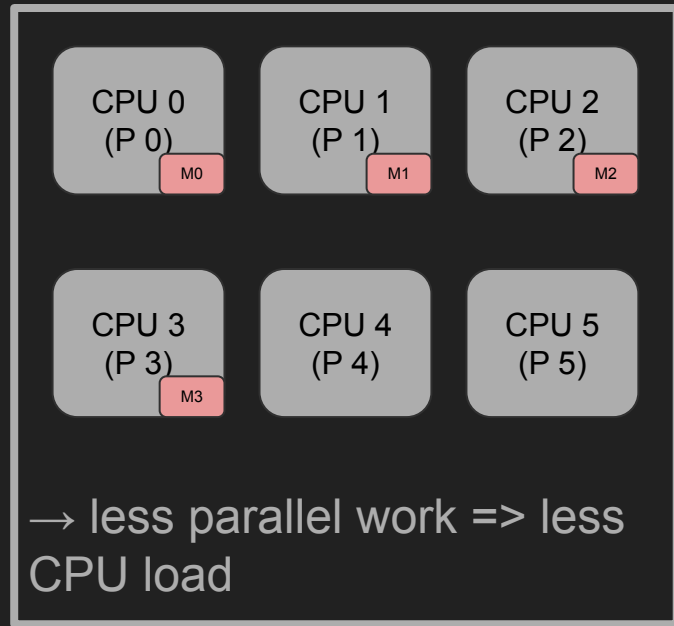 CPU 0
(P 0)
M0
CPU 1
(P 1)
M1
CPU 2
(P 2)
M2
CPU 3
(P 3)
M3
CPU 4
(P 4)
CPU 5
(P 5)
→ less parallel work => less
CPU load